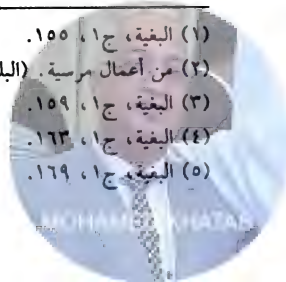 (١) البغية، ج١، ١٥٥.
(٢) من أعمال مرسية. (البل
(٣) البغية، ج١، ١٥٩.
(٤) البغية، ج١، ١٦٣.
(٥) البغية، ج١، ١٦٩.
MOHAMED KHATAB